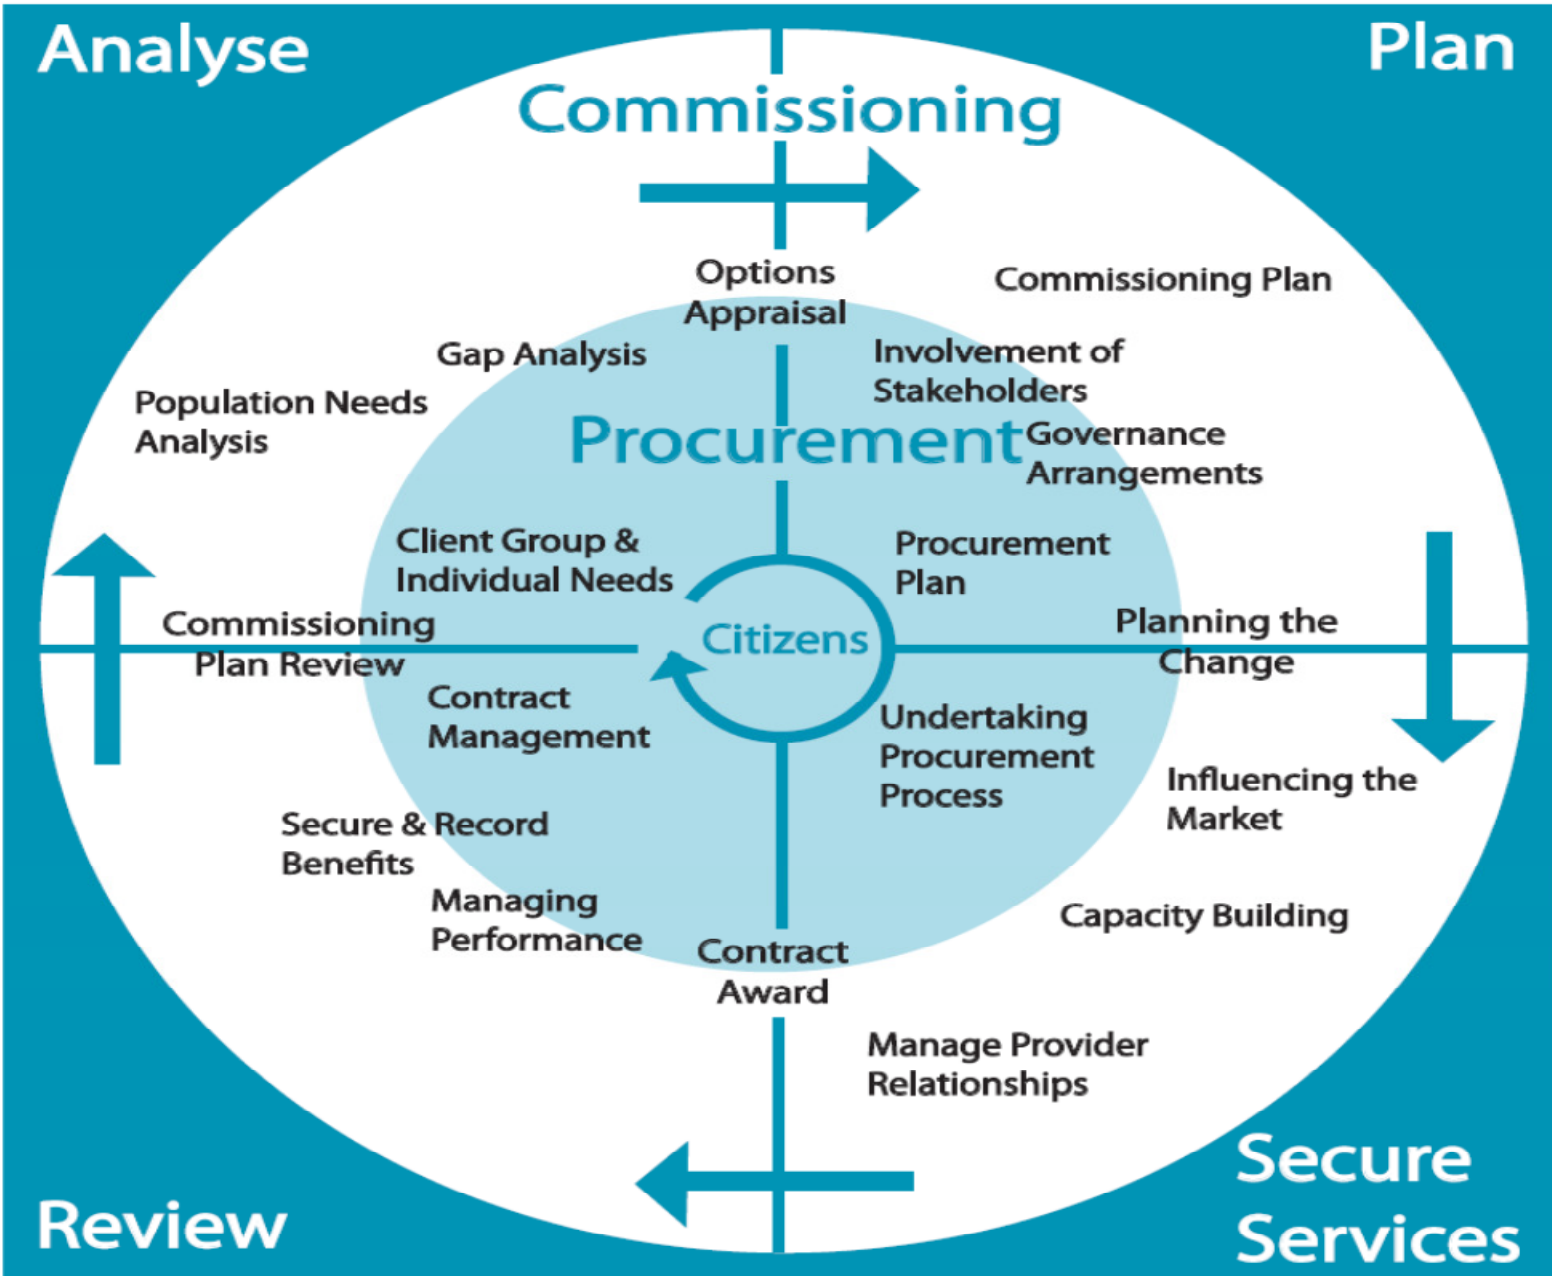 Analyse
Plan
Commissioning
Options
Appraisal
Commissioning Plan
Gap Analysis
Involvement of
Stakeholders
Population Needs
Analysis
Procurement
Governance
Arrangements
Client Group &
Individual Needs
Procurement
Plan
Commissioning
Plan Review
Citizens
Planning the
Change
Contract
Management
Undertaking
Procurement
Process
Influencing the
Market
Secure & Record
Benefits
Managing
Performance
Capacity Building
Contract
Award
Manage Provider
Relationships
Review
Secure
Services